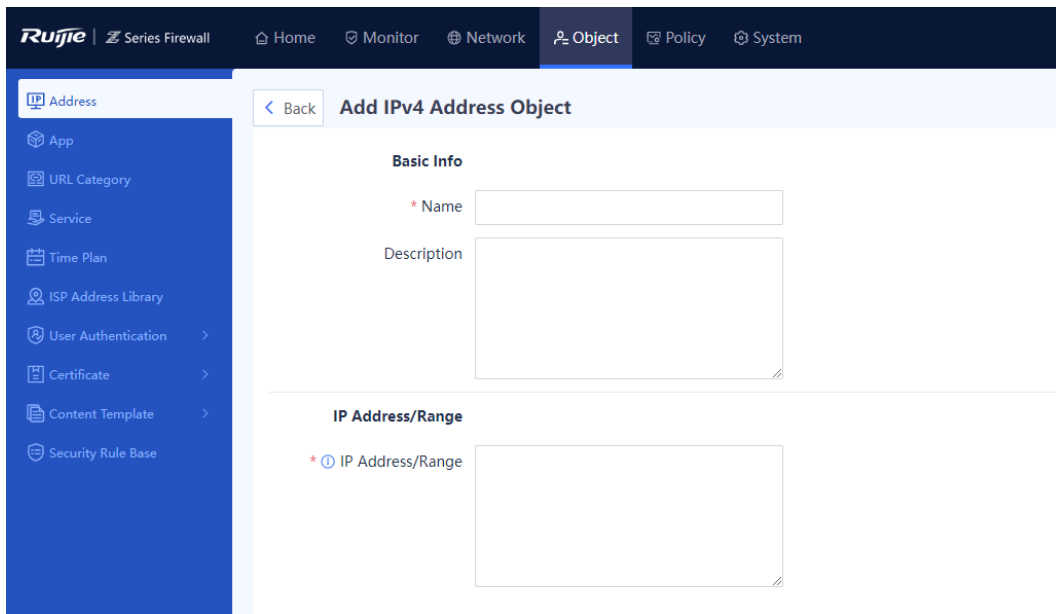 Ruijie | Z Series Firewall
Home
Monitor
Network
Object
Policy
System
IP Address
App
URL Category
Service
Time Plan
ISP Address Library
User Authentication
Certificate
Content Template
Security Rule Base
Back
Add IPv4 Address Object
Basic Info
* Name
Description
IP Address/Range
* IP Address/Range